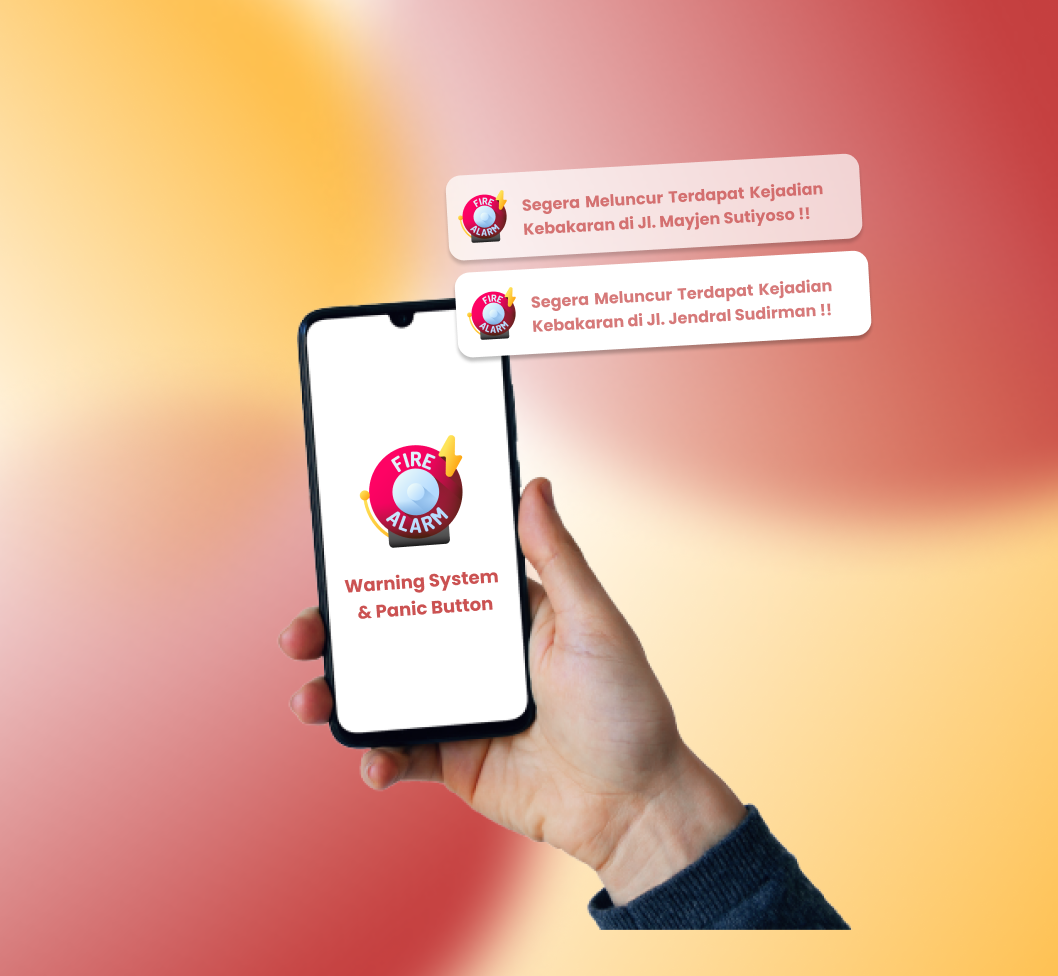 FIRE
ALARM
Segera Meluncur Terdapat Kejadian
Kebakaran di Jl. Mayjen Sutiyoso !!
FIRE
ALARM
Segera Meluncur Terdapat Kejadian
Kebakaran di Jl. Jendral Sudirman !!
FIRE
ALARM
Warning System
& Panic Button